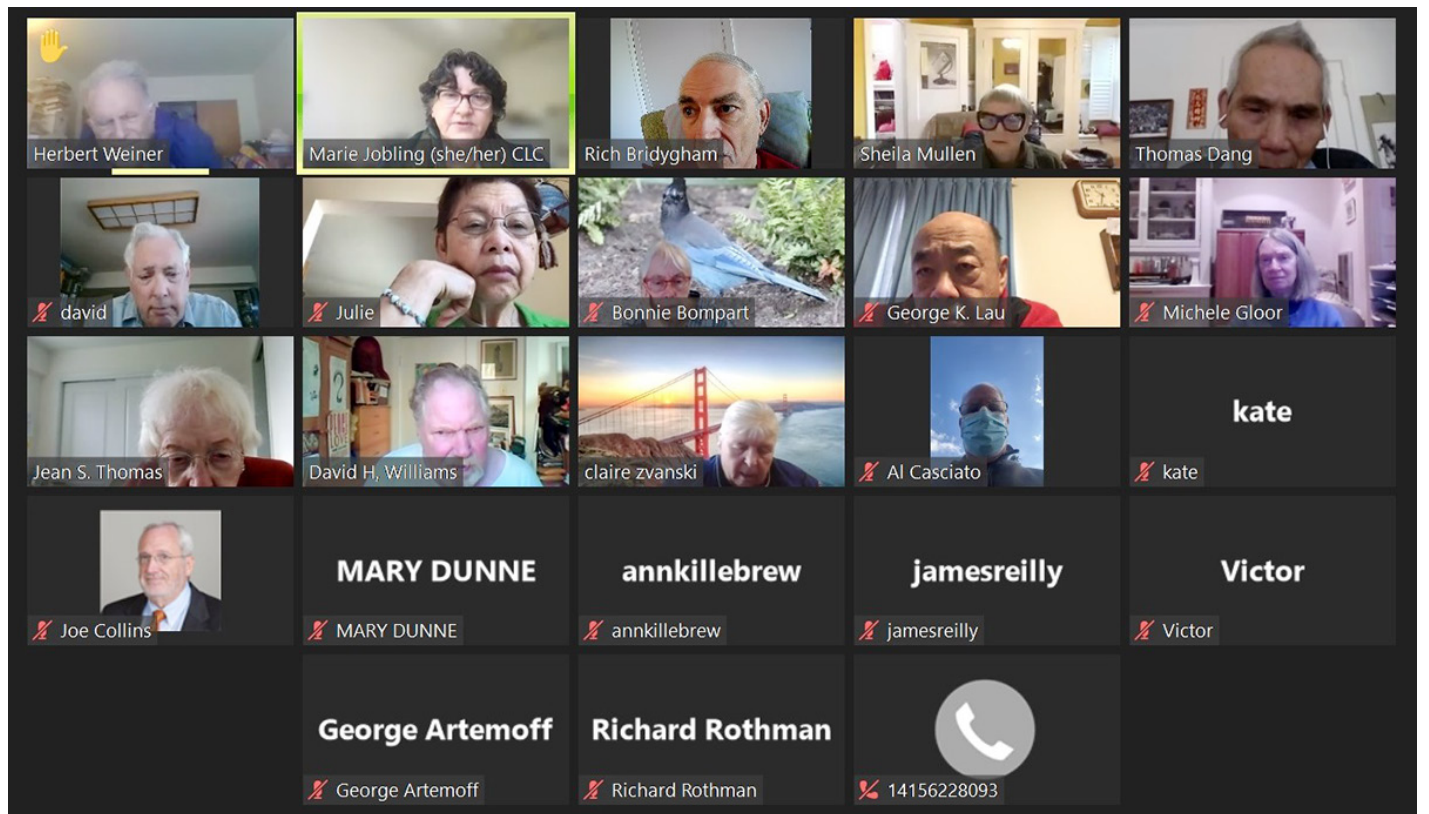 Herbert Weiner
Marie Jobling (she/her) CLC
Rich Bridygham
Sheila Mullen
Thomas Dang
david
Julie
Bonnie Bompart
George K. Lau
Michele Gloor
Jean S. Thomas
David H, Williams
claire zvanski
Al Casciato
kate
kate
Joe Collins
MARY DUNNE
MARY DUNNE
annkillebrew
annkillebrew
jamesreilly
jamesreilly
Victor
Victor
George Artemoff
George Artemoff
Richard Rothman
Richard Rothman
14156228093